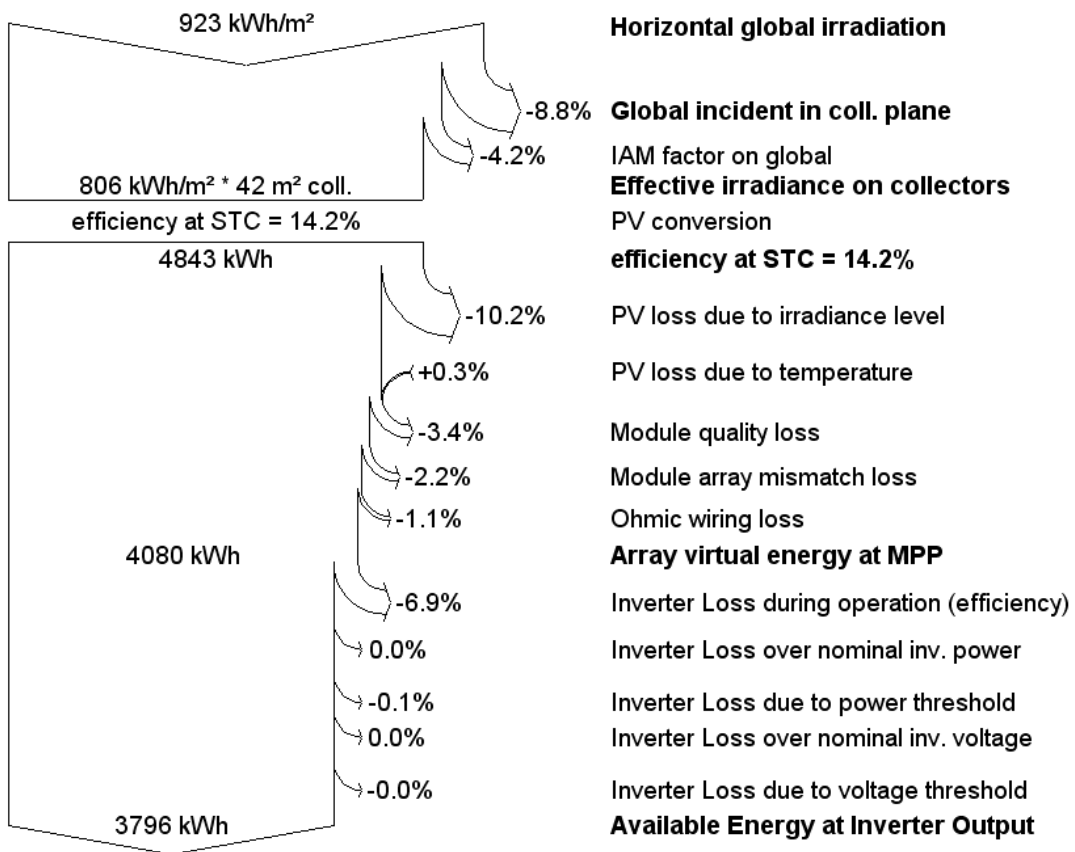 923 kWh/m² Horizontal global irradiation
-8.8% Global incident in coll. plane
-4.2% IAM factor on global
806 kWh/m² * 42 m² coll. Effective irradiance on collectors
efficiency at STC = 14.2% PV conversion
4843 kWh efficiency at STC = 14.2%
-10.2% PV loss due to irradiance level
+0.3% PV loss due to temperature
-3.4% Module quality loss
-2.2% Module array mismatch loss
-1.1% Ohmic wiring loss
4080 kWh Array virtual energy at MPP
-6.9% Inverter Loss during operation (efficiency)
0.0% Inverter Loss over nominal inv. power
-0.1% Inverter Loss due to power threshold
0.0% Inverter Loss over nominal inv. voltage
-0.0% Inverter Loss due to voltage threshold
3796 kWh Available Energy at Inverter Output